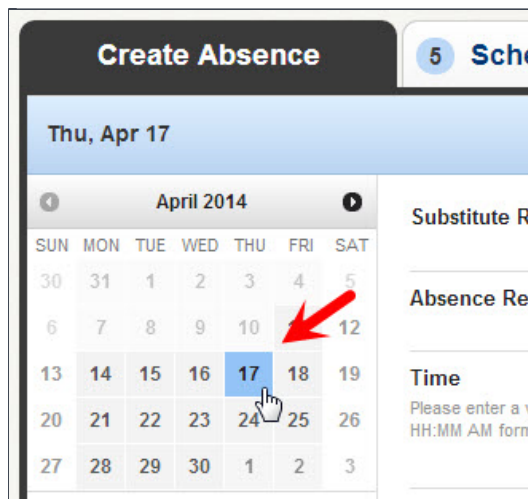 Create Absence
5 Sche
Thu, Apr 17
April 2014
SUN MON TUE WED THU FRI SAT
30 31 1 2 3 4 5
6 7 8 9 10 12
13 14 15 16 17 18 19
20 21 22 23 24 25 26
27 28 29 30 1 2 3
Substitute R
Absence Re
Time
Please enter a v
HH:MM AM form